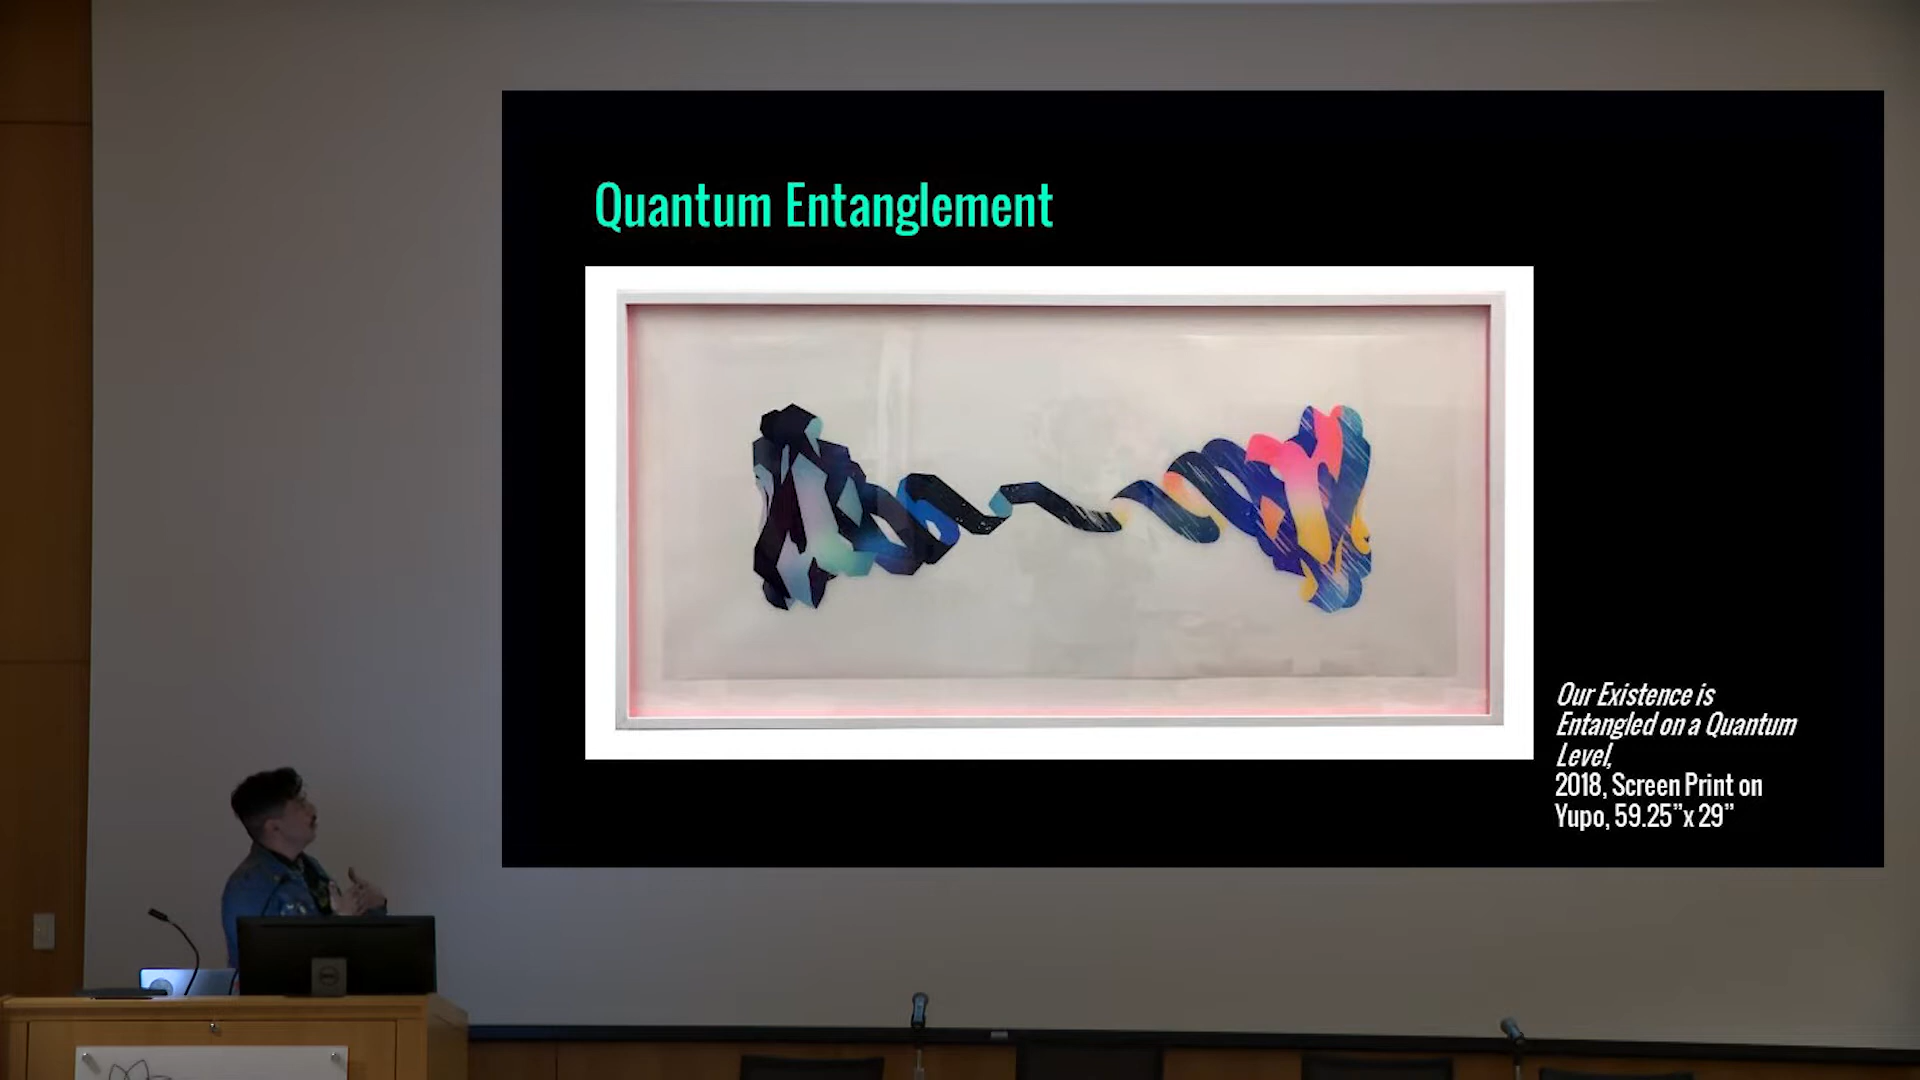 Quantum Entanglement
Our Existence is
Entangled on a Quantum
Level,
2018, Screen Print on
Yupo, 59.25”x 29”